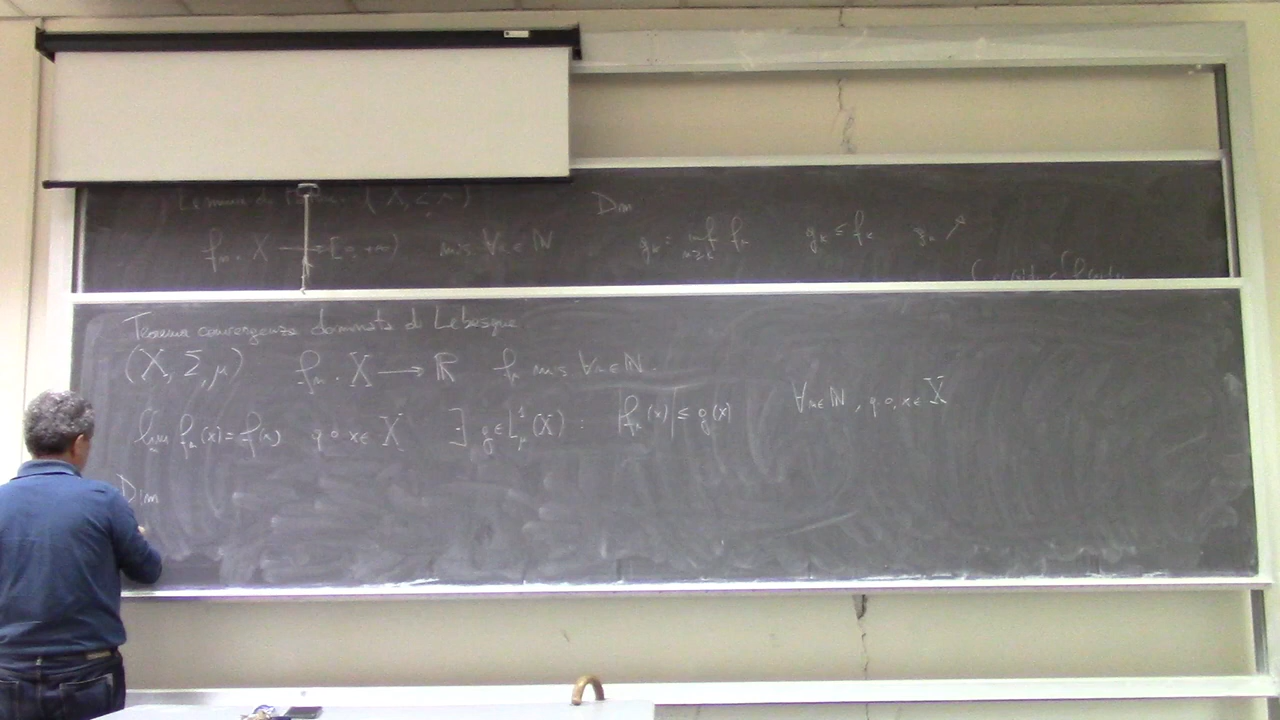 Lemma di Fatou. (X, Σ, μ)
Dim
fₙ : X ⟶ [0, +∞) mis. ∀n∈ℕ
gₖ = inf fₙ gₖ ≤ fₖ gₖ ↗
n≥k
Teorema convergenza dominata di Lebesgue
(X, Σ, μ) fₙ : X ⟶ ℝ fₙ mis. ∀n∈ℕ.
lim fₙ(x) = f(x) q.o. x∈X ∃ g∈L¹μ(X) : |fₙ(x)| ≤ g(x) ∀n∈ℕ, q.o. x∈X
n
Dim